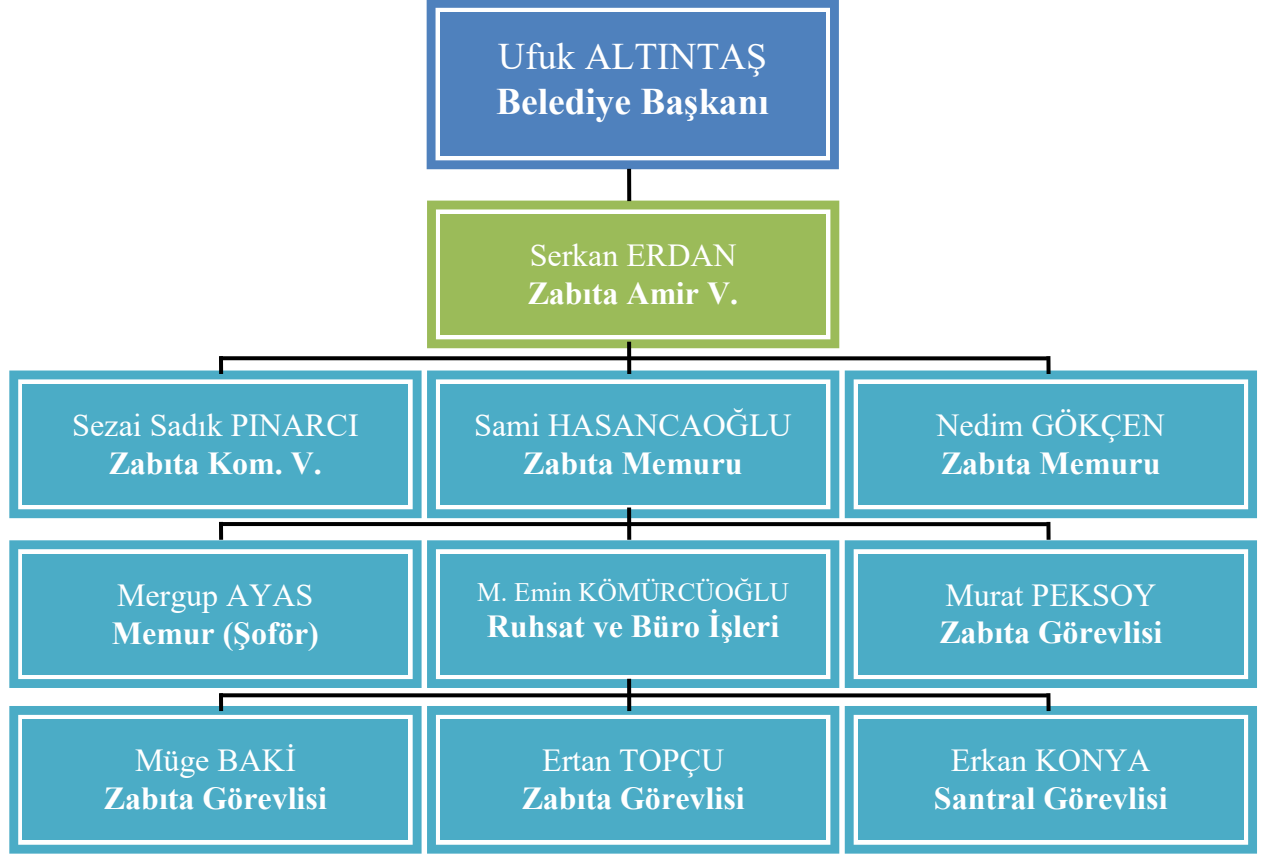 Ufuk ALTINTAŞ
Belediye Başkanı
Serkan ERDAN
Zabıta Amir V.
Sezai Sadık PINARCI
Zabıta Kom. V.
Sami HASANCAOĞLU
Zabıta Memuru
Nedim GÖKÇEN
Zabıta Memuru
Mergup AYAS
Memur (Şoför)
M. Emin KÖMÜRCÜOĞLU
Ruhsat ve Büro İşleri
Murat PEKSOY
Zabıta Görevlisi
Müge BAKİ
Zabıta Görevlisi
Ertan TOPÇU
Zabıta Görevlisi
Erkan KONYA
Santral Görevlisi